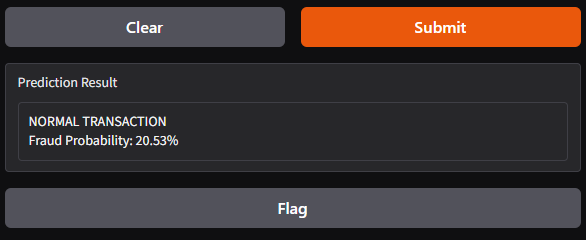 Clear
Submit
Prediction Result
NORMAL TRANSACTION
Fraud Probability: 20.53%
Flag